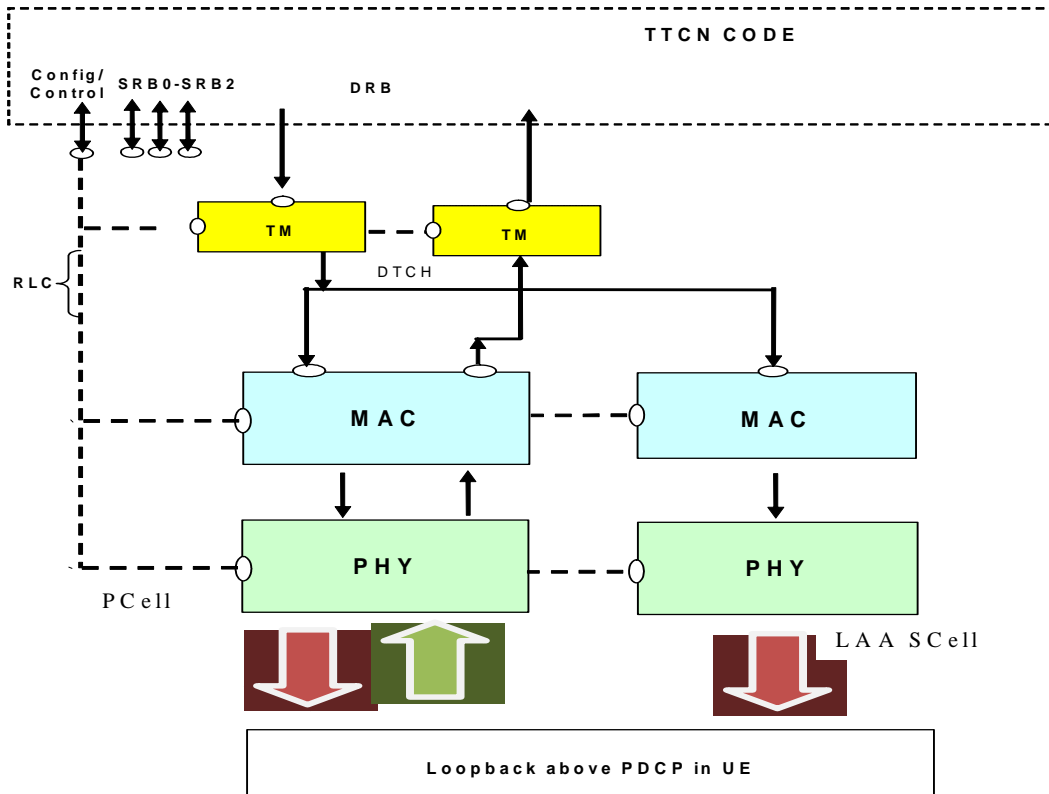 TTCN CODE
Config/
Control
SRB0-SRB2
DRB
TM
TM
DTCH
RLC
MAC
MAC
PHY
PHY
PCell
LAA SCell
Loopback above PDCP in UE